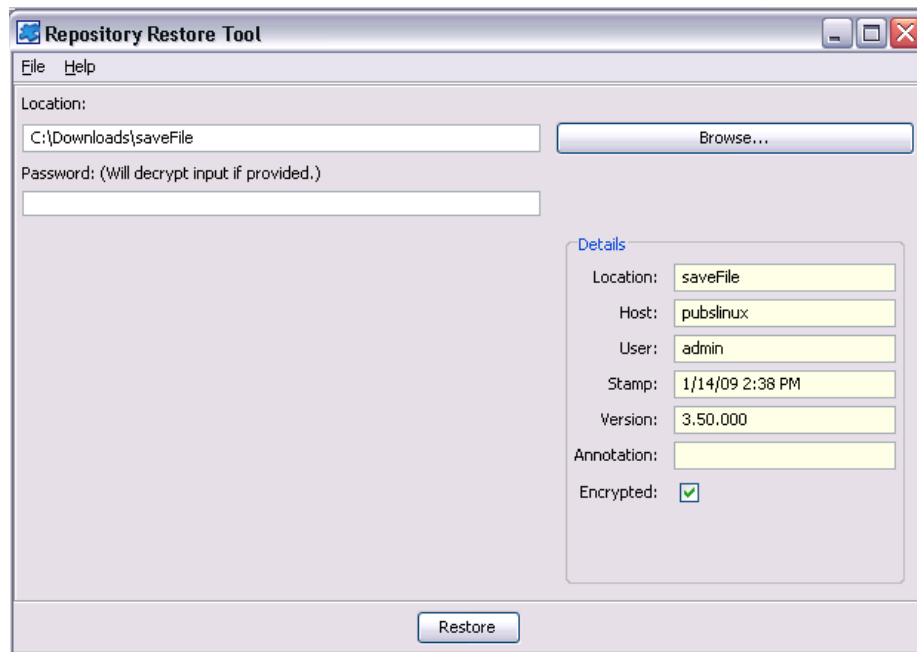 Repository Restore Tool
File Help
Location:
C:\Downloads\saveFile
Browse...
Password: (Will decrypt input if provided.)
Details
Location: saveFile
Host: pubslinux
User: admin
Stamp: 1/14/09 2:38 PM
Version: 3.50.000
Annotation:
Encrypted:
Restore